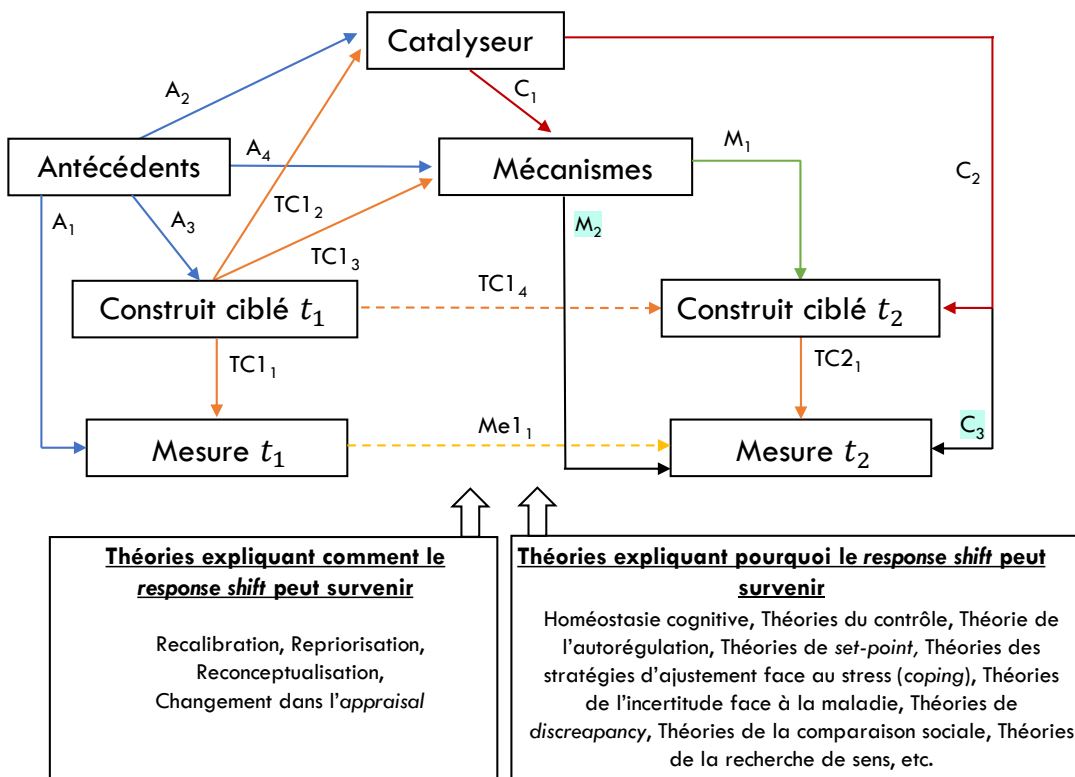 Catalyseur
A₂
C₁
Antécédents
A₄
Mécanismes
M₁
C₂
A₁
A₃
TC1₂
M₂
TC1₃
TC1₄
Construit ciblé t₁
Construit ciblé t₂
TC1₁
TC2₁
Me1₁
C₃
Mesure t₁
Mesure t₂
Théories expliquant comment le
response shift peut survenir
Recalibration, Repriorisation,
Reconceptualisation,
Changement dans l'appraisal
Théories expliquant pourquoi le response shift peut
survenir
Homéostasie cognitive, Théories du contrôle, Théorie de
l'autorégulation, Théories de set-point, Théories des
stratégies d'ajustement face au stress (coping), Théories
de l'incertitude face à la maladie, Théories de
discreapancy, Théories de la comparaison sociale, Théories
de la recherche de sens, etc.